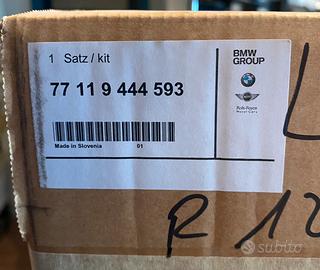 1 Satz / kit
BMW
GROUP
77 11 9 444 593
Rolls-Royce
Motor Cars
Made in Slovenia 01
L
R 12
subito